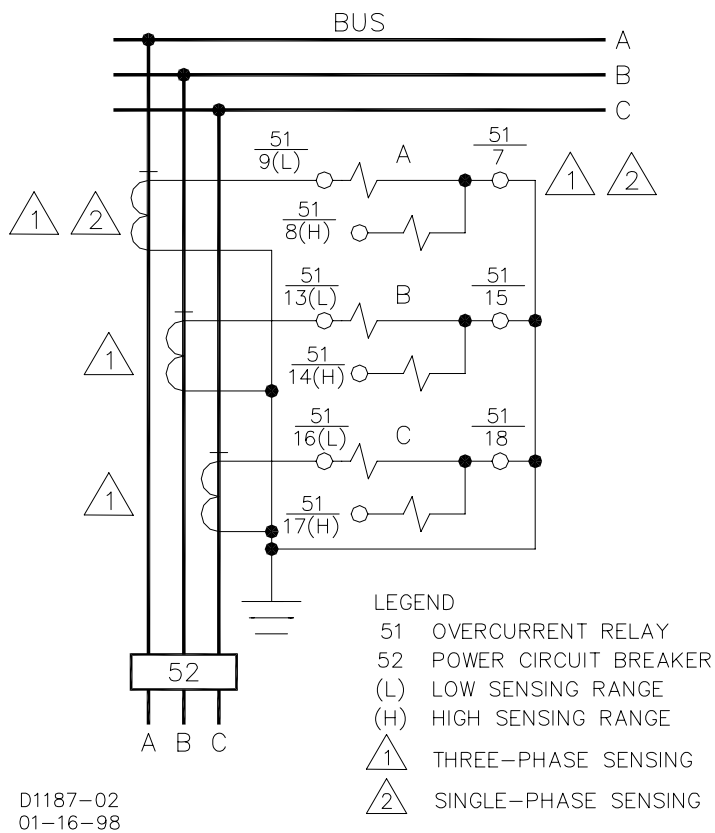 BUS
A
B
C
51
9(L)
A
51
7
1
2
1
2
51
8(H)
51
13(L)
B
51
15
1
51
14(H)
51
16(L)
C
51
18
1
51
17(H)
LEGEND
51 OVERCURRENT RELAY
52 POWER CIRCUIT BREAKER
(L) LOW SENSING RANGE
(H) HIGH SENSING RANGE
1 THREE-PHASE SENSING
2 SINGLE-PHASE SENSING
52
A B C
D1187-02
01-16-98